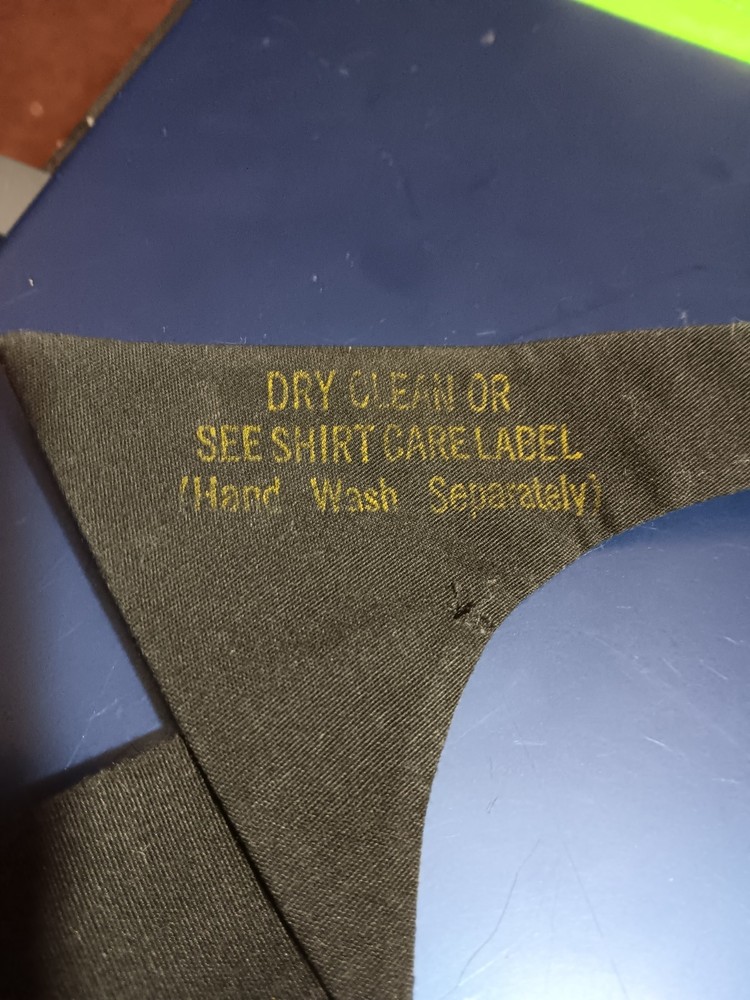 DRY CLEAN OR
SEE SHIRT CARE LABEL
(Hand Wash Separately)